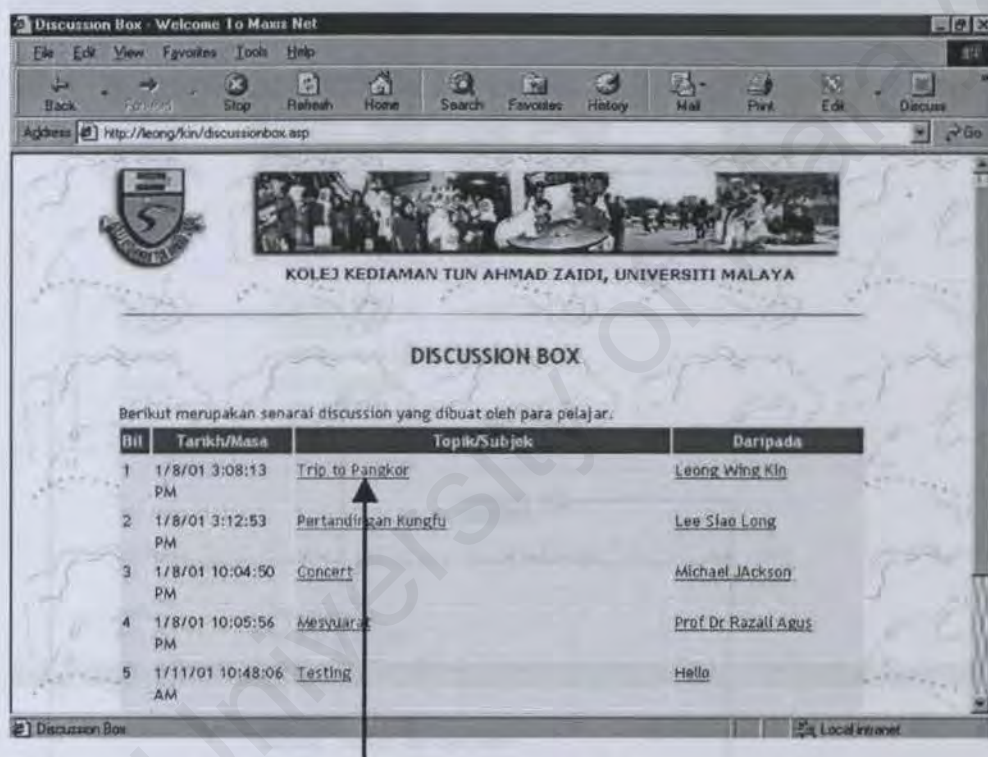 Discussion Box - Welcome To Maxis Net
File Edit View Favorites Tools Help
Back Forward Stop Refresh Home Search Favorites History Mail Print Edit Discuss
Address http://leong/kin/discussionbox.asp Go
KOLEJ KEDIAMAN TUN AHMAD ZAIDI, UNIVERSITI MALAYA
DISCUSSION BOX
Berikut merupakan senarai discussion yang dibuat oleh para pelajar.
Bil Tarikh/Masa Topik/Subjek Daripada
1 1/8/01 3:08:13 PM Trip to Pangkor Leong Wing Kin
2 1/8/01 3:12:53 PM Pertandingan Kungfu Lee Siao Long
3 1/8/01 10:04:50 PM Concert Michael JAckson
4 1/8/01 10:05:56 PM Mesyuarat Prof Dr Razali Agus
5 1/11/01 10:48:06 AM Testing Hello
Discussion Box Local intranet